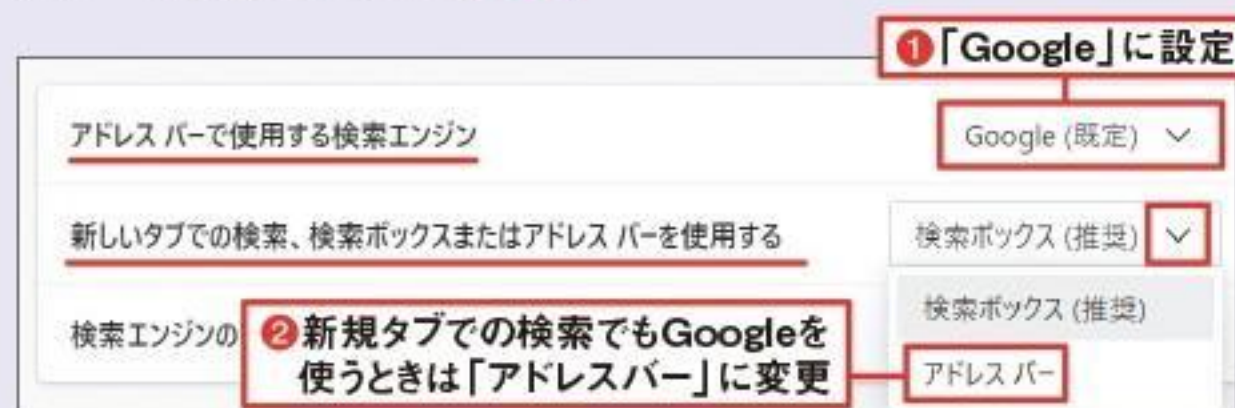 ❶「Google」に設定
アドレス バーで使用する検索エンジン
Google (既定)
新しいタブでの検索、検索ボックスまたはアドレス バーを使用する
検索ボックス (推奨)
検索ボックス (推奨)
検索エンジンの
❷新規タブでの検索でもGoogleを
使うときは「アドレスバー」に変更
アドレス バー